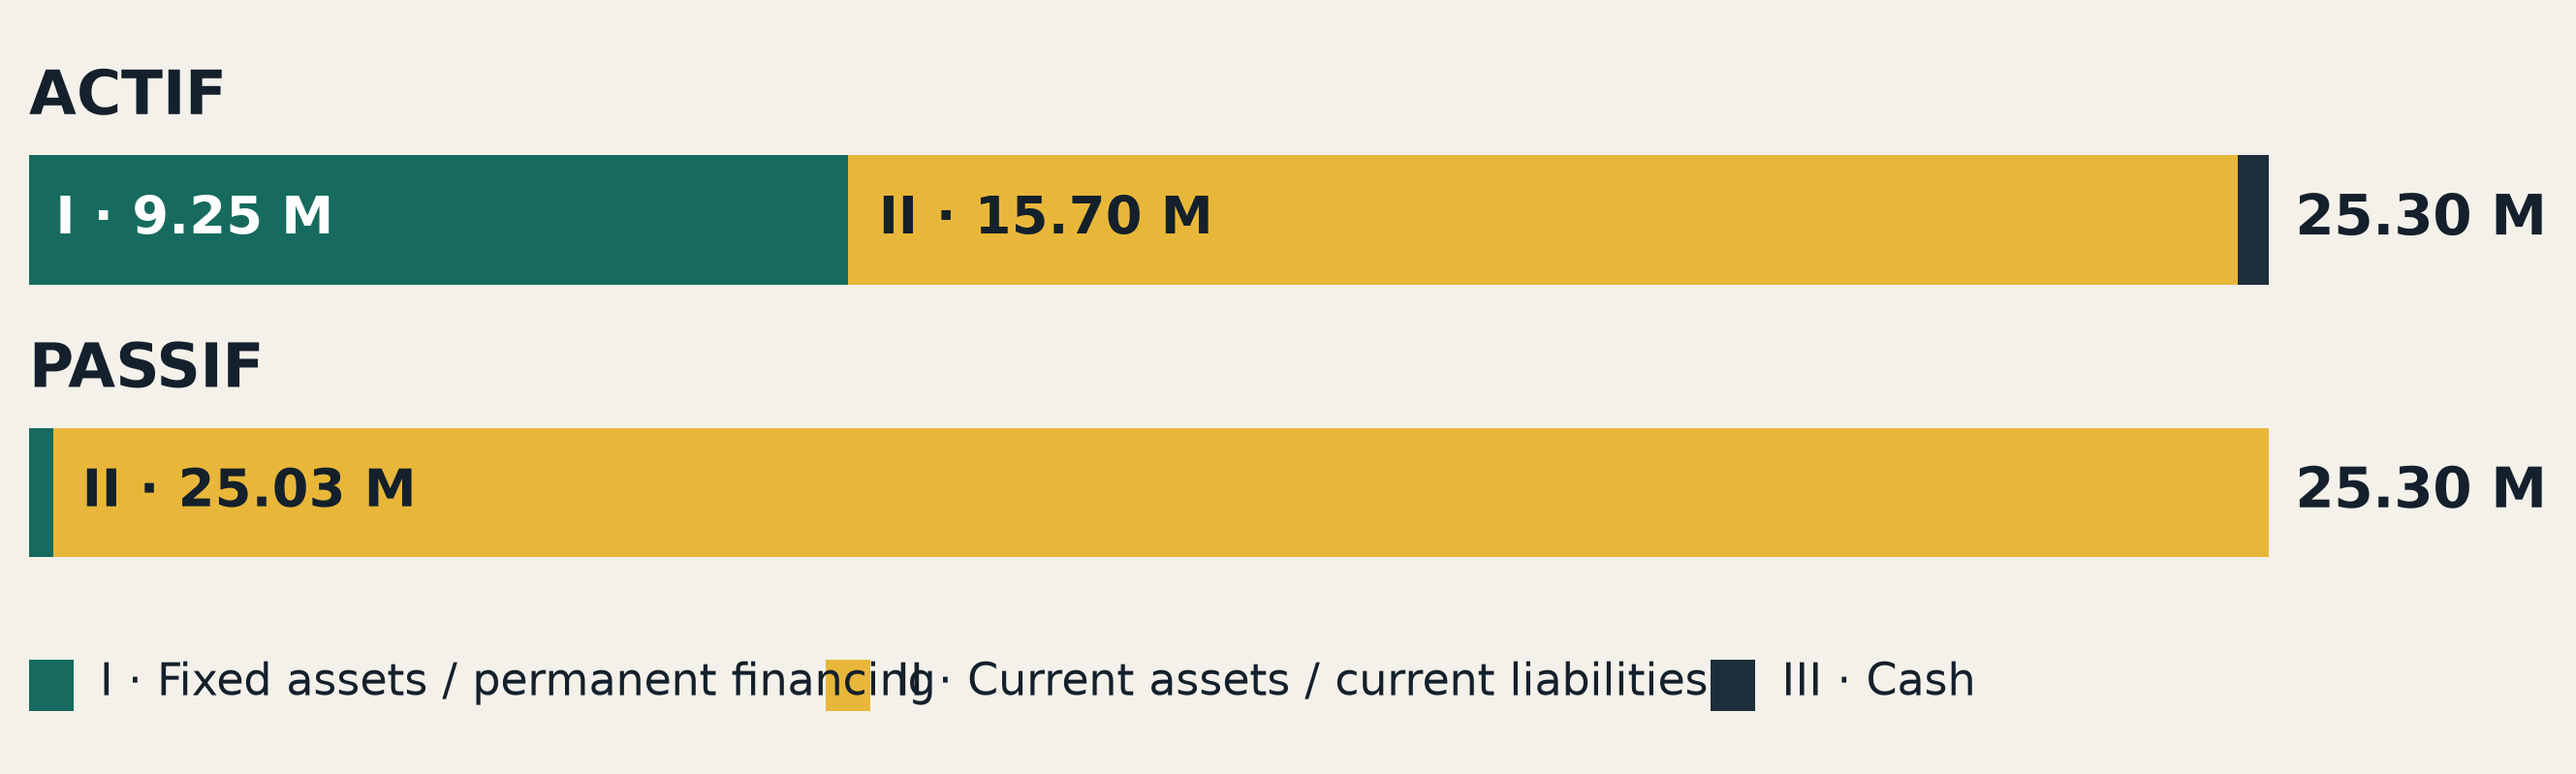 ACTIF
I · 9.25 M II · 15.70 M 25.30 M
PASSIF
II · 25.03 M 25.30 M
I · Fixed assets / permanent financing II · Current assets / current liabilities III · Cash